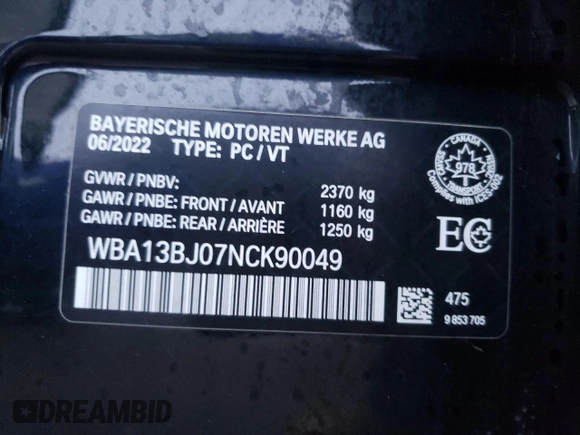 BAYERISCHE MOTOREN WERKE AG
06/2022 TYPE: PC / VT
GVWR / PNBV: 2370 kg
GAWR / PNBE: FRONT / AVANT 1160 kg
GAWR / PNBE: REAR / ARRIÈRE 1250 kg
WBA13BJ07NCK90049
CANADA
978
TRANSPORT
Complies with ICES-002
EC
475
9 853 705
DREAMBID